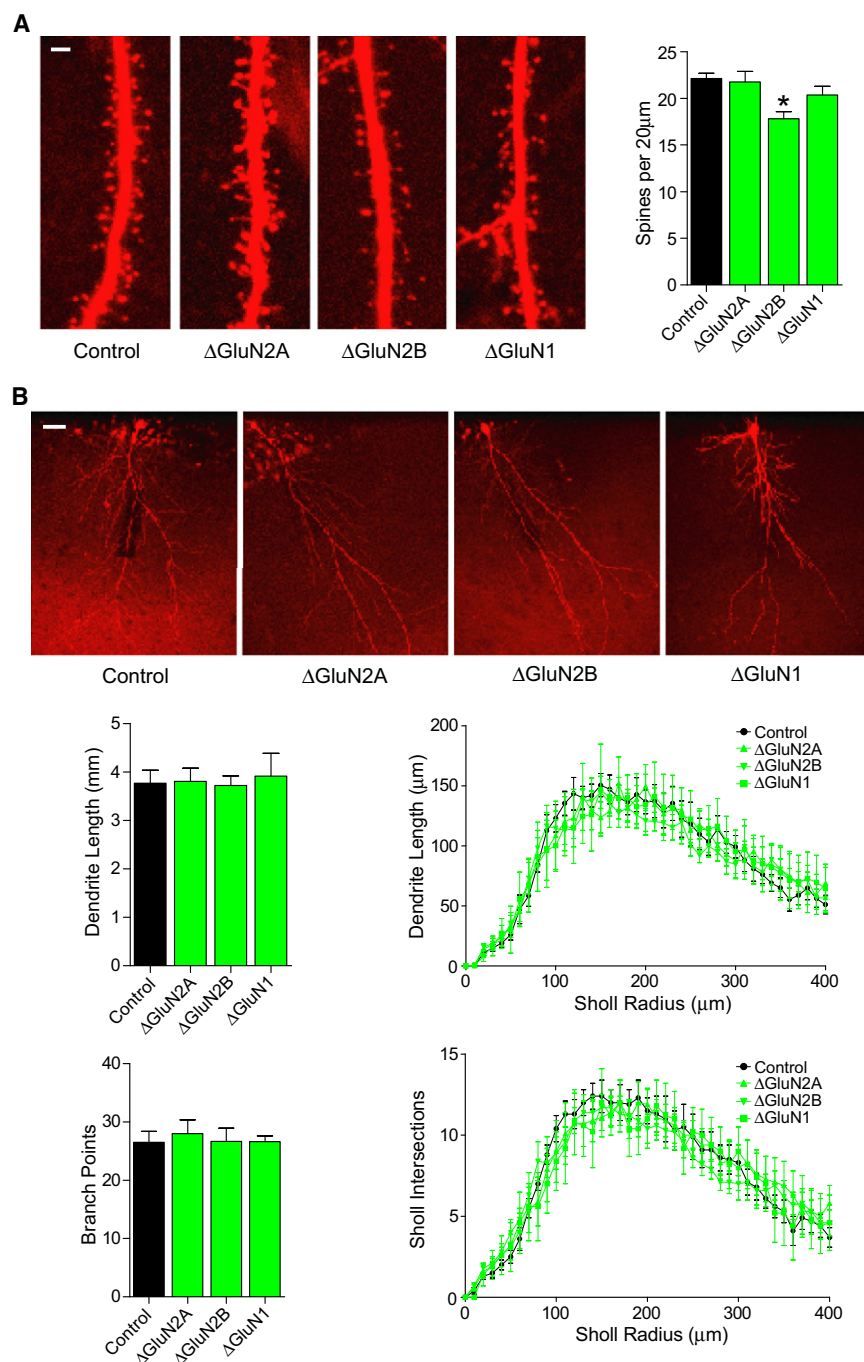 A
Control
ΔGluN2A
ΔGluN2B
ΔGluN1
25
20
15
10
5
0
Spines per 20μm
*
Control
ΔGluN2A
ΔGluN2B
ΔGluN1
B
Control
ΔGluN2A
ΔGluN2B
ΔGluN1
5
4
3
2
1
0
Dendrite Length (mm)
Control
ΔGluN2A
ΔGluN2B
ΔGluN1
200
150
100
50
0
Dendrite Length (μm)
Control
ΔGluN2A
ΔGluN2B
ΔGluN1
0
100
200
300
400
Sholl Radius (μm)
40
30
20
10
0
Branch Points
Control
ΔGluN2A
ΔGluN2B
ΔGluN1
15
10
5
0
Sholl Intersections
Control
ΔGluN2A
ΔGluN2B
ΔGluN1
0
100
200
300
400
Sholl Radius (μm)